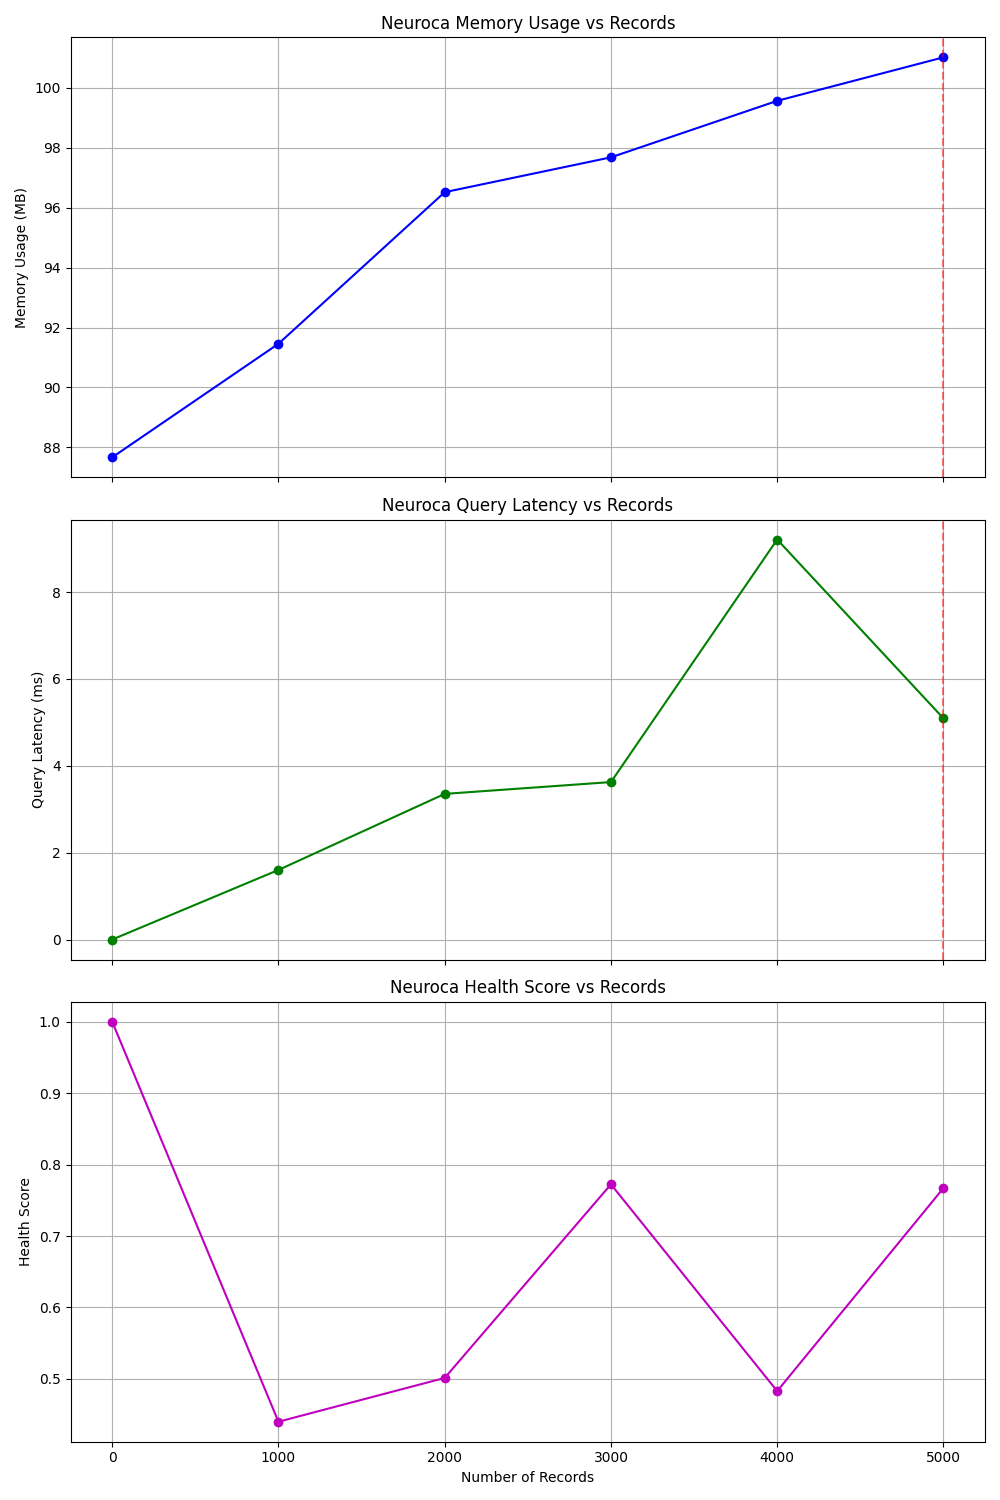 Neuroca Memory Usage vs Records
Memory Usage (MB)
100
98
96
94
92
90
88
Neuroca Query Latency vs Records
Query Latency (ms)
8
6
4
2
0
Neuroca Health Score vs Records
Health Score
1.0
0.9
0.8
0.7
0.6
0.5
0 1000 2000 3000 4000 5000
Number of Records